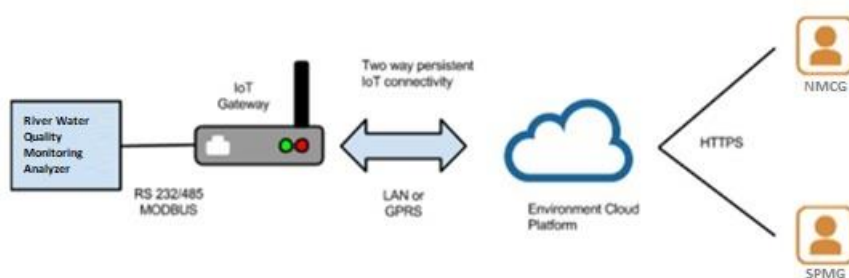 River Water
Quality
Monitoring
Analyzer
RS 232/485
MODBUS
IoT
Gateway
Two way persistent
IoT connectivity
LAN or
GPRS
Environment Cloud
Platform
HTTPS
NMCG
SPMG